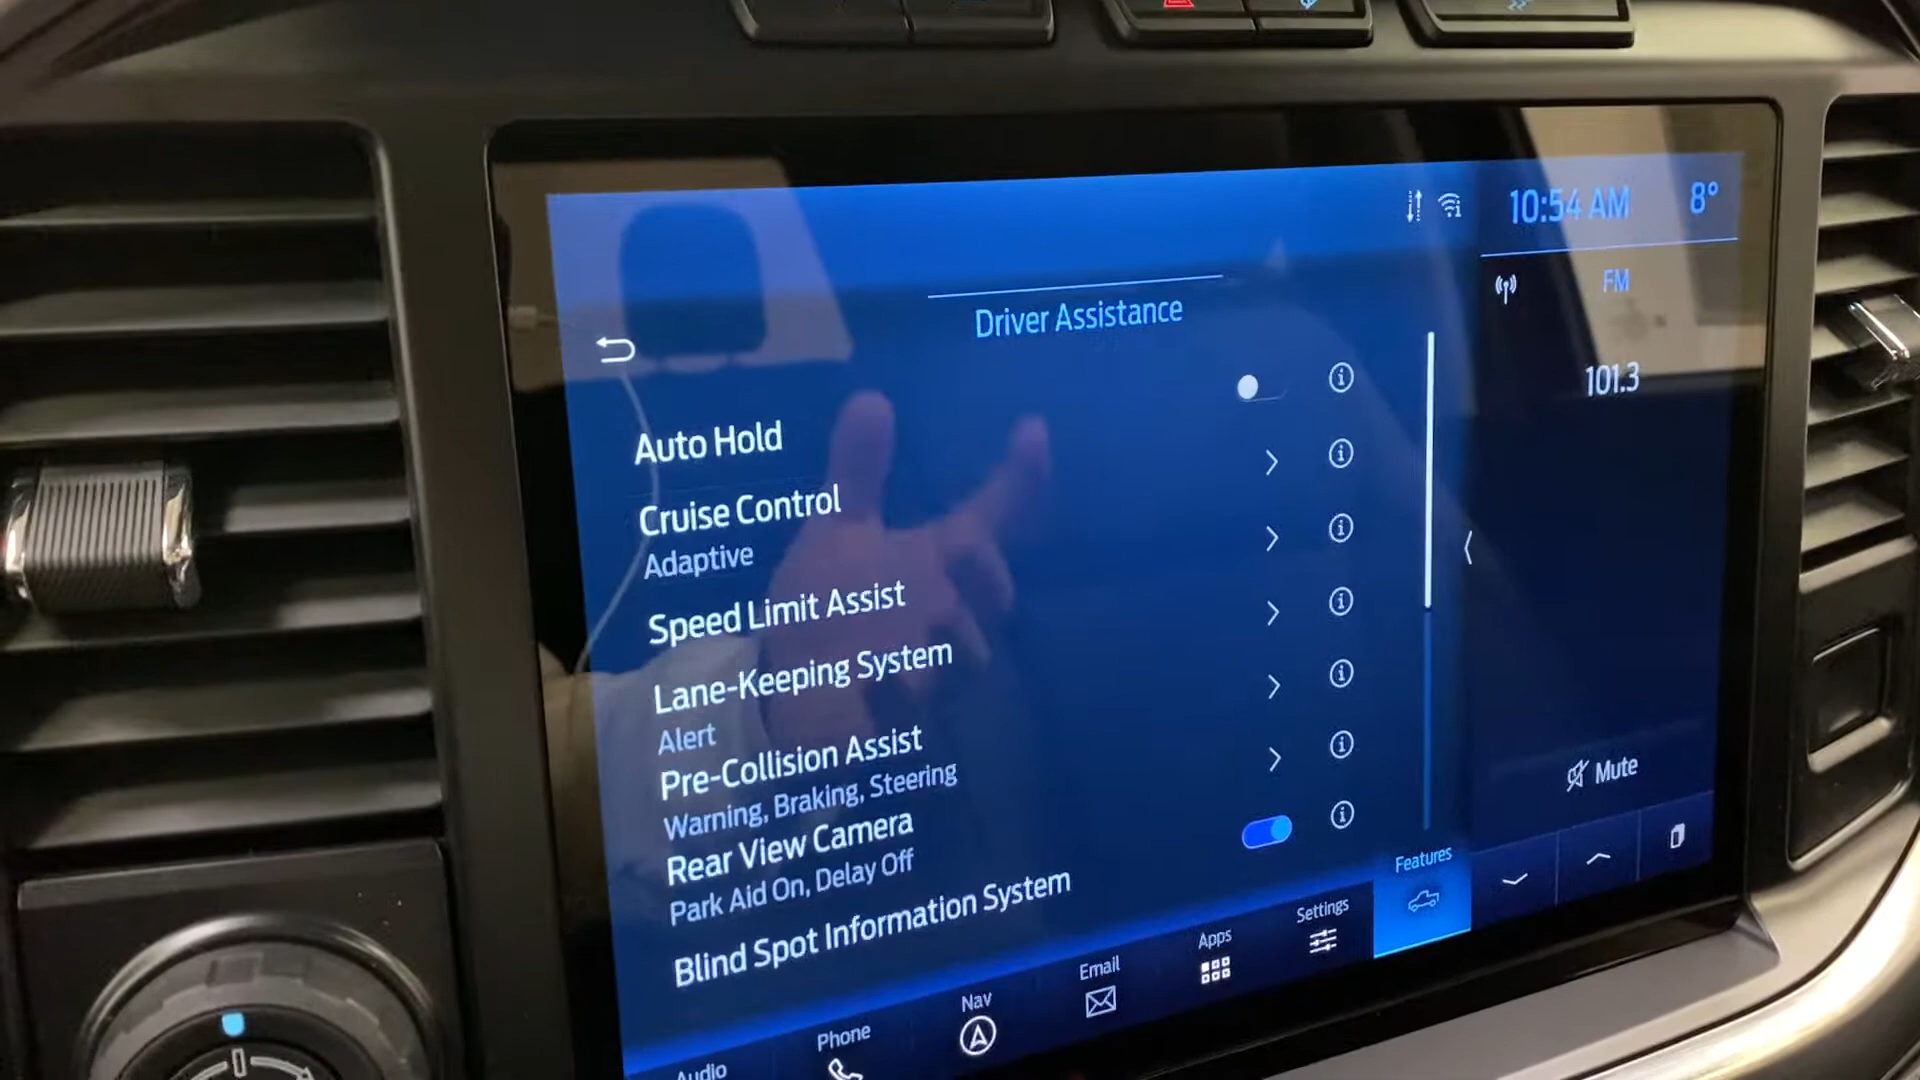 10:54 AM 8°
FM
101.3
Driver Assistance
Auto Hold
Cruise Control
Adaptive
Speed Limit Assist
Lane-Keeping System
Alert
Pre-Collision Assist
Warning, Braking, Steering
Rear View Camera
Park Aid On, Delay Off
Blind Spot Information System
Mute
Audio
Phone
Nav
Email
Apps
Settings
Features